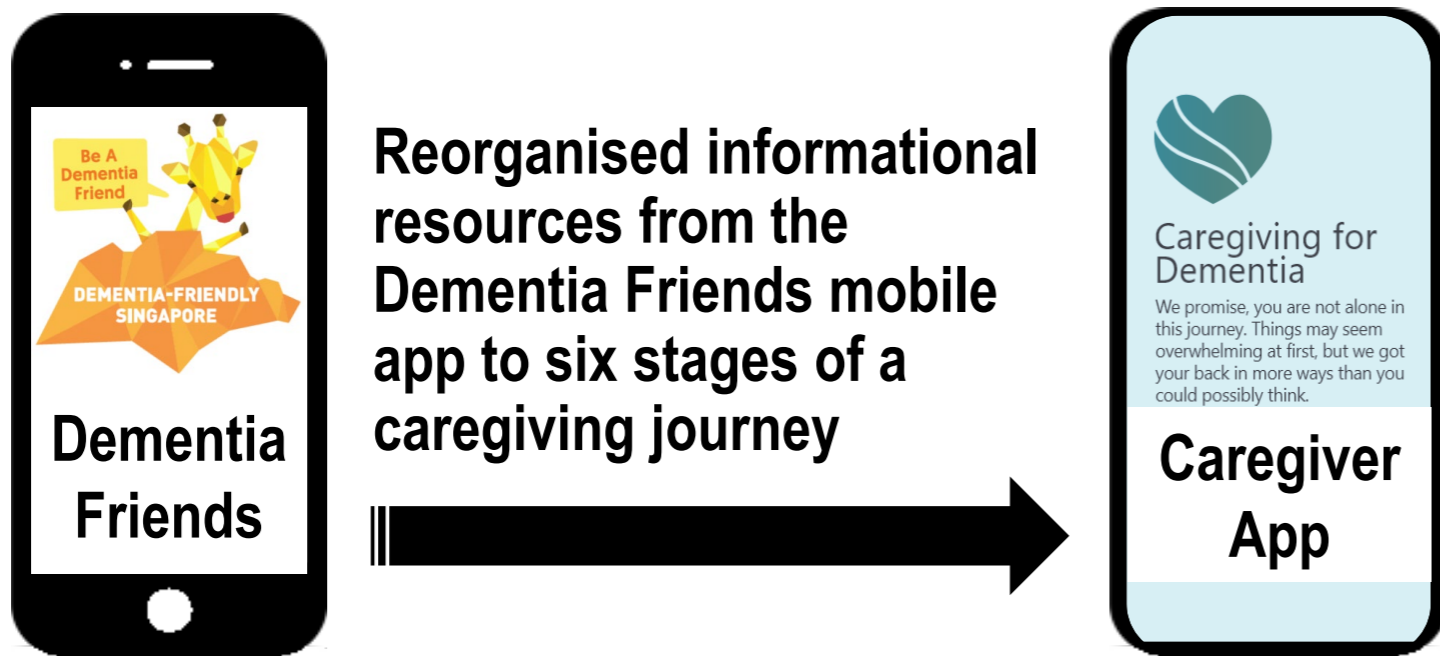 Be A
Dementia
Friend
DEMENTIA-FRIENDLY
SINGAPORE
Dementia
Friends
Reorganised informational
resources from the
Dementia Friends mobile
app to six stages of a
caregiving journey
Caregiving for
Dementia
We promise, you are not alone in
this journey. Things may seem
overwhelming at first, but we got
your back in more ways than you
could possibly think.
Caregiver
App